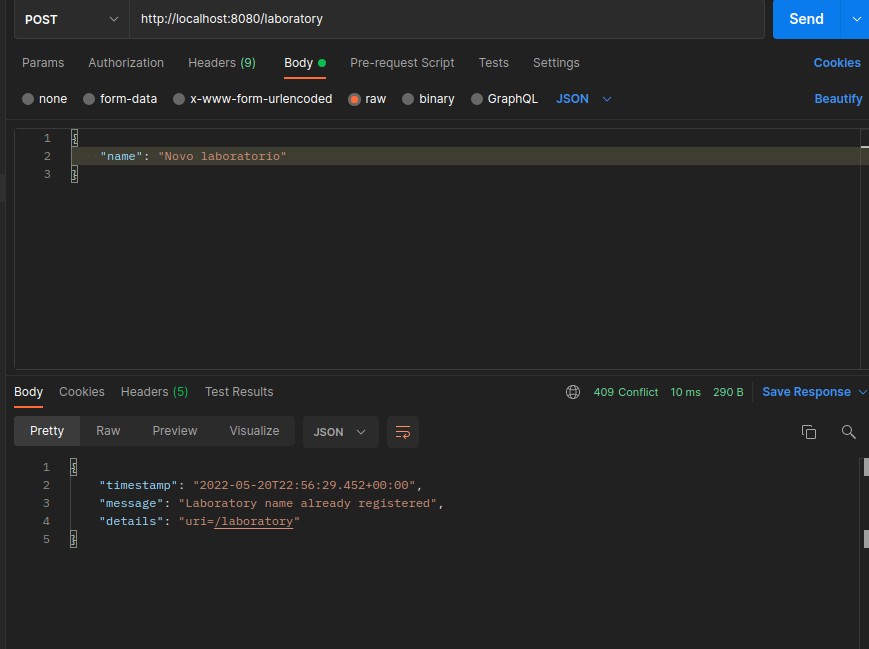 POST http://localhost:8080/laboratory Send
Params Authorization Headers (9) Body Pre-request Script Tests Settings Cookies
none form-data x-www-form-urlencoded raw binary GraphQL JSON Beautify
1 {
2 "name": "Novo laboratorio"
3 }
Body Cookies Headers (5) Test Results 409 Conflict 10 ms 290 B Save Response
Pretty Raw Preview Visualize JSON
1 {
2 "timestamp": "2022-05-20T22:56:29.452+00:00",
3 "message": "Laboratory name already registered",
4 "details": "uri=/laboratory"
5 }